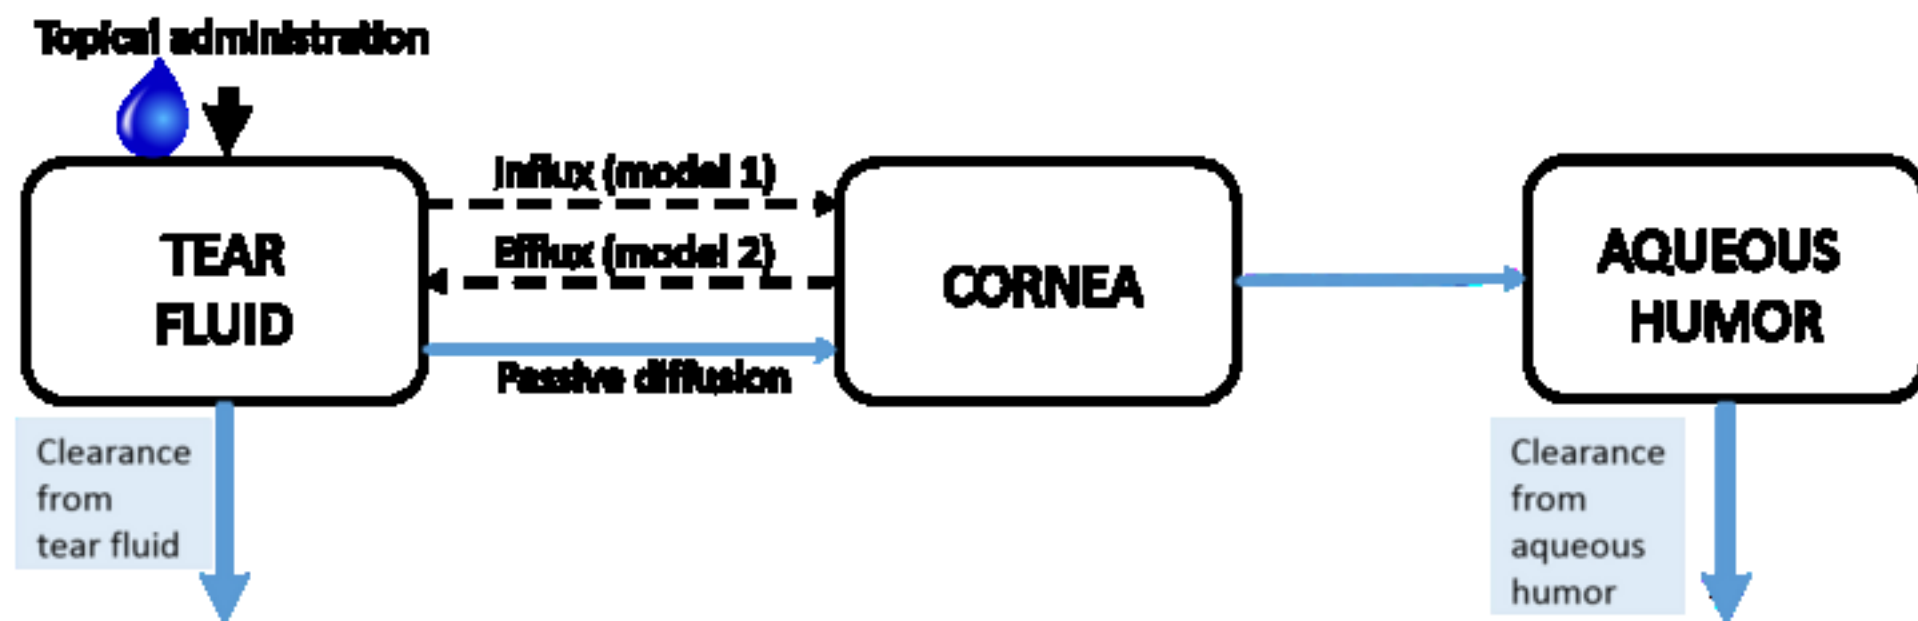 Topical administration
Influx (model 1)
Efflux (model 2)
Passive diffusion
TEAR
FLUID
CORNEA
AQUEOUS
HUMOR
Clearance
from
tear fluid
Clearance
from
aqueous
humor